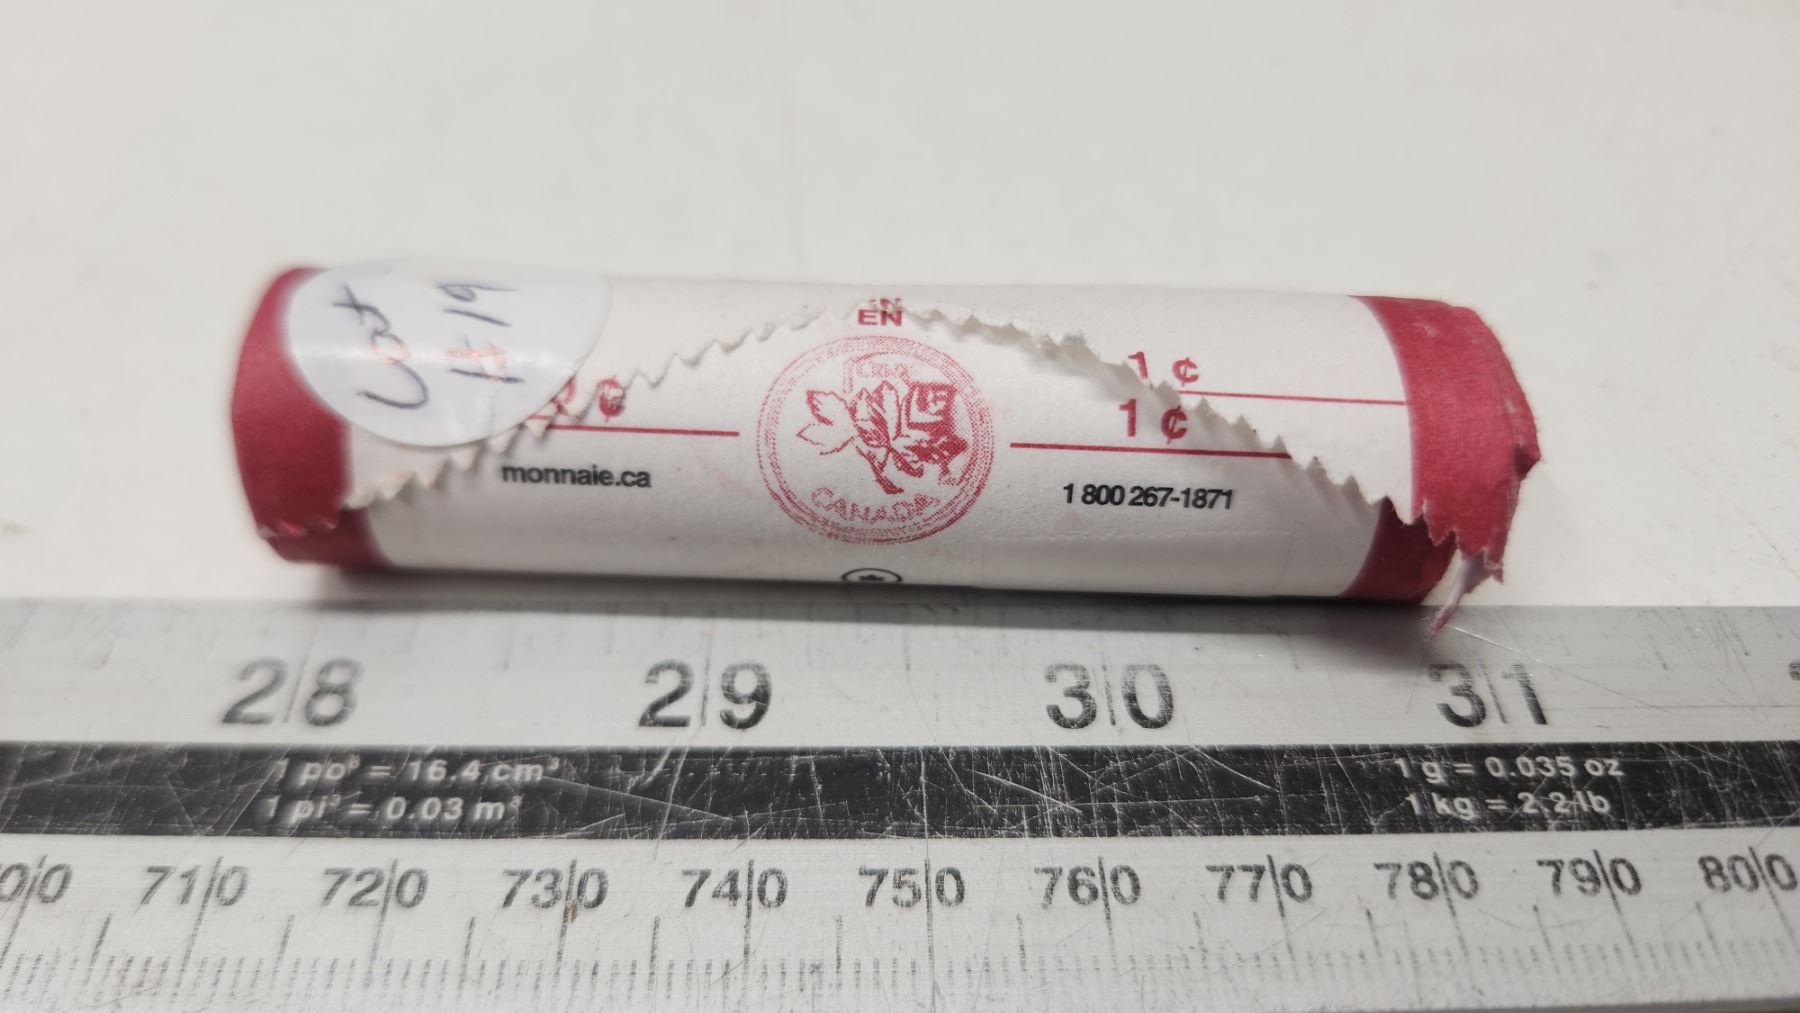 Lot
#19
EN
1 ¢
¢
1 ¢
monnaie.ca
1 800 267-1871
CANADA
28 29 30 31
1 po³ = 16.4 cm³
1 pi³ = 0.03 m³
1 g = 0.035 oz
1 kg = 2.2 lb
710 720 730 740 750 760 770 780 790 800